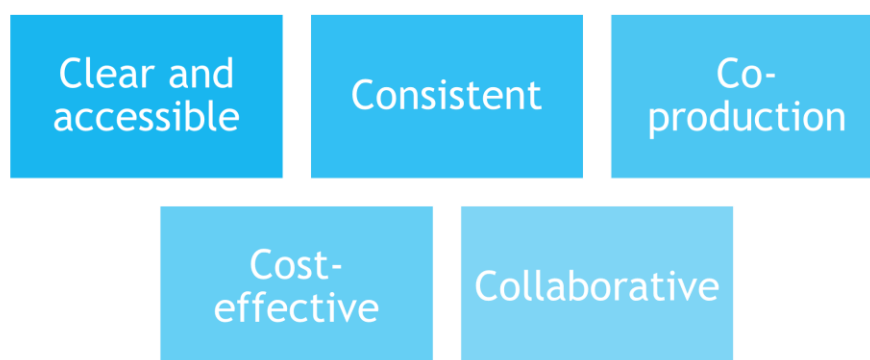 Clear and
accessible
Consistent
Co-
production
Cost-
effective
Collaborative